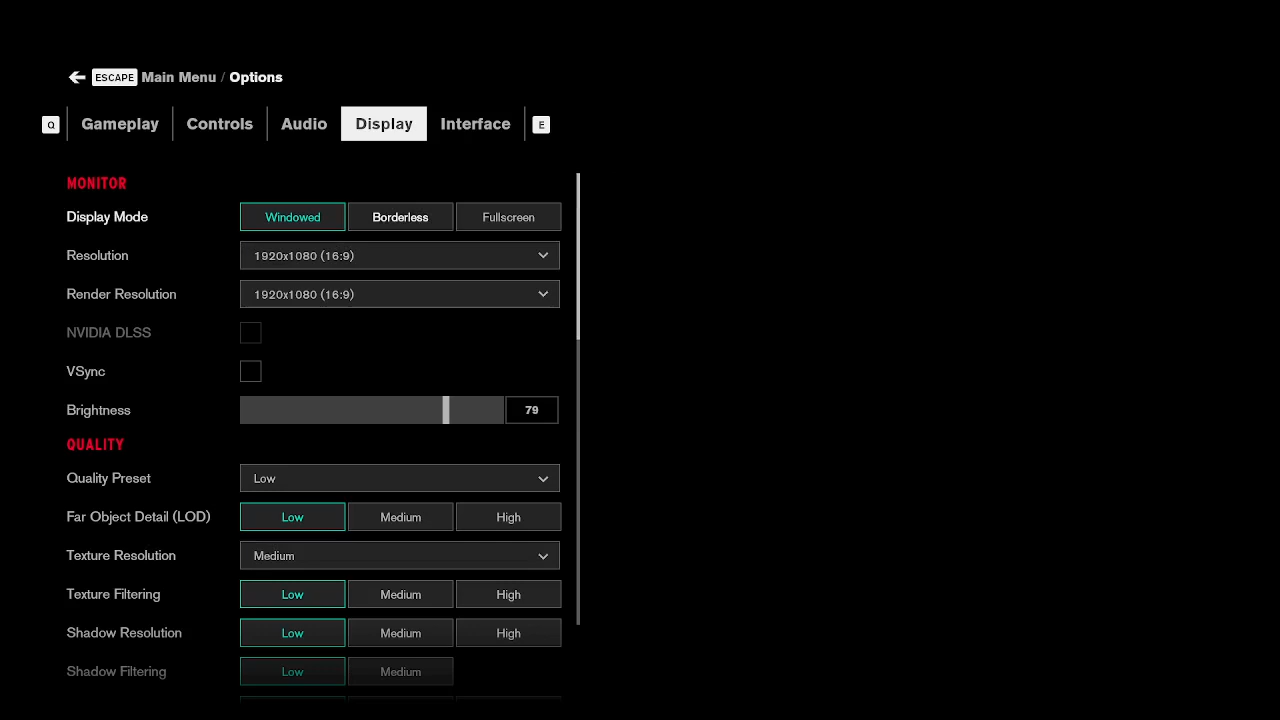 ESCAPE Main Menu / Options
Q Gameplay Controls Audio Display Interface E
MONITOR
Display Mode Windowed Borderless Fullscreen
Resolution 1920x1080 (16:9)
Render Resolution 1920x1080 (16:9)
NVIDIA DLSS
VSync
Brightness 79
QUALITY
Quality Preset Low
Far Object Detail (LOD) Low Medium High
Texture Resolution Medium
Texture Filtering Low Medium High
Shadow Resolution Low Medium High
Shadow Filtering Low Medium